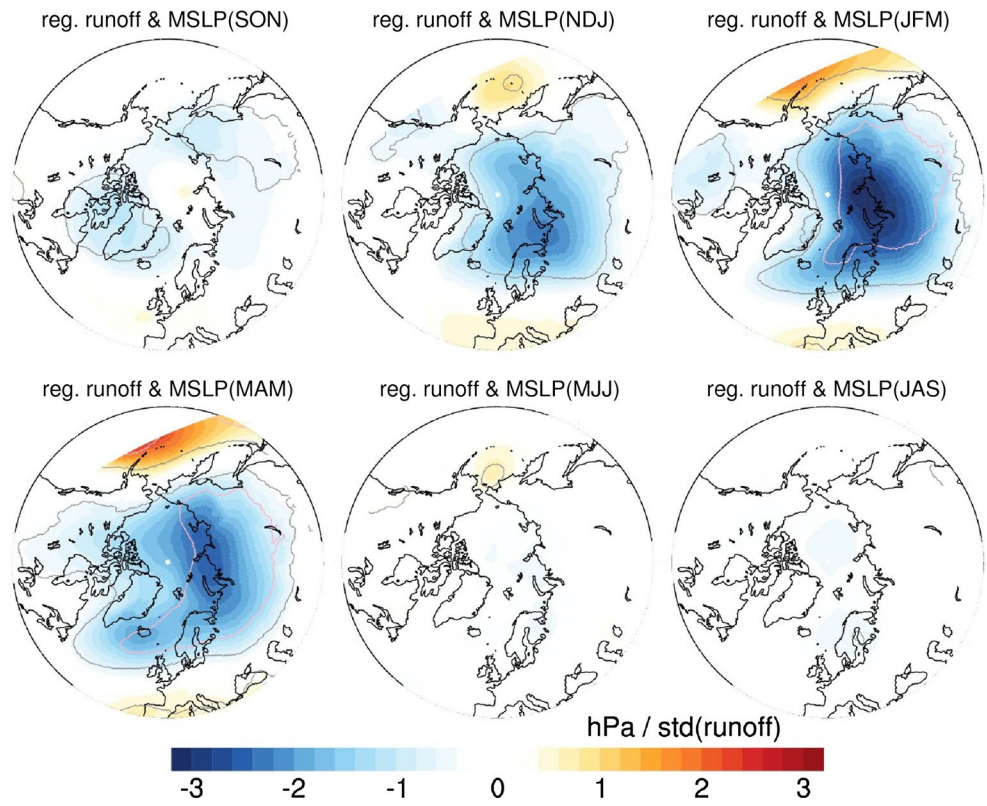 reg. runoff & MSLP(SON)
reg. runoff & MSLP(NDJ)
reg. runoff & MSLP(JFM)
reg. runoff & MSLP(MAM)
reg. runoff & MSLP(MJJ)
reg. runoff & MSLP(JAS)
hPa / std(runoff)
-3 -2 -1 0 1 2 3